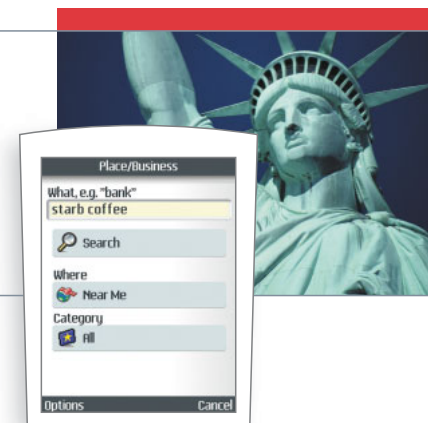 Place/Business
What, e.g. "bank"
starb coffee
Search
Where
Near Me
Category
All
Options
Cancel